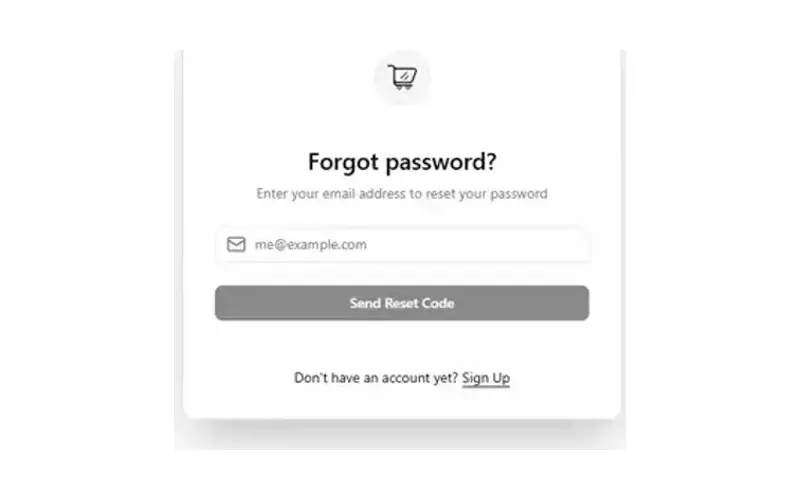 Forgot password?
Enter your email address to reset your password
me@example.com
Send Reset Code
Don't have an account yet? Sign Up